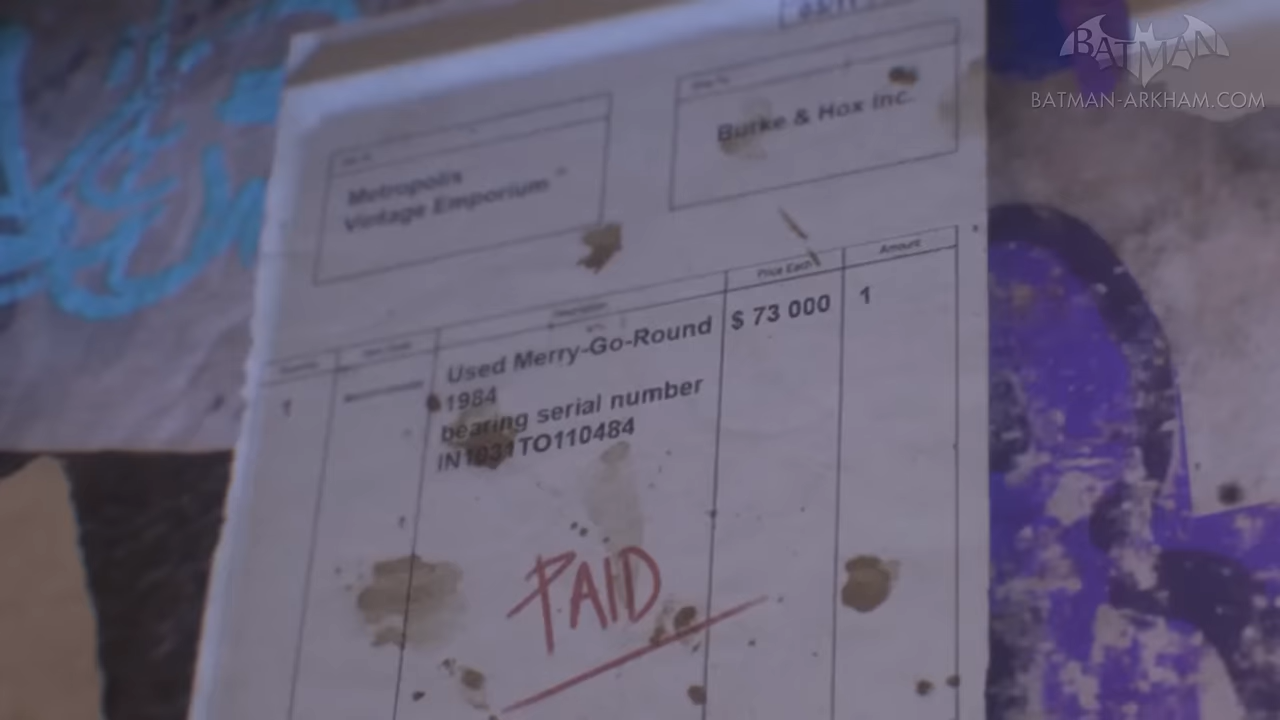 BATMAN
BATMAN-ARKHAM.COM
Burke & Hox Inc.
Metropolis
Vintage Emporium
Price Each
Amount
Used Merry-Go-Round
$ 73 000
1
1
1984
bearing serial number
IN1031TO110484
PAID